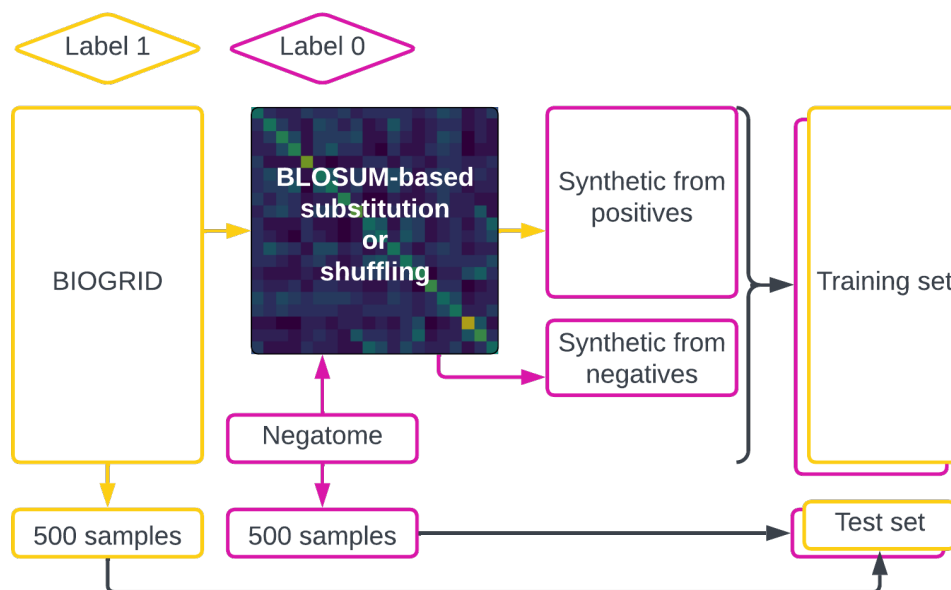 Label 1
Label 0
BIOGRID
BLOSUM-based
substitution
or
shuffling
Synthetic from
positives
Synthetic from
negatives
Training set
Negatome
500 samples
500 samples
Test set